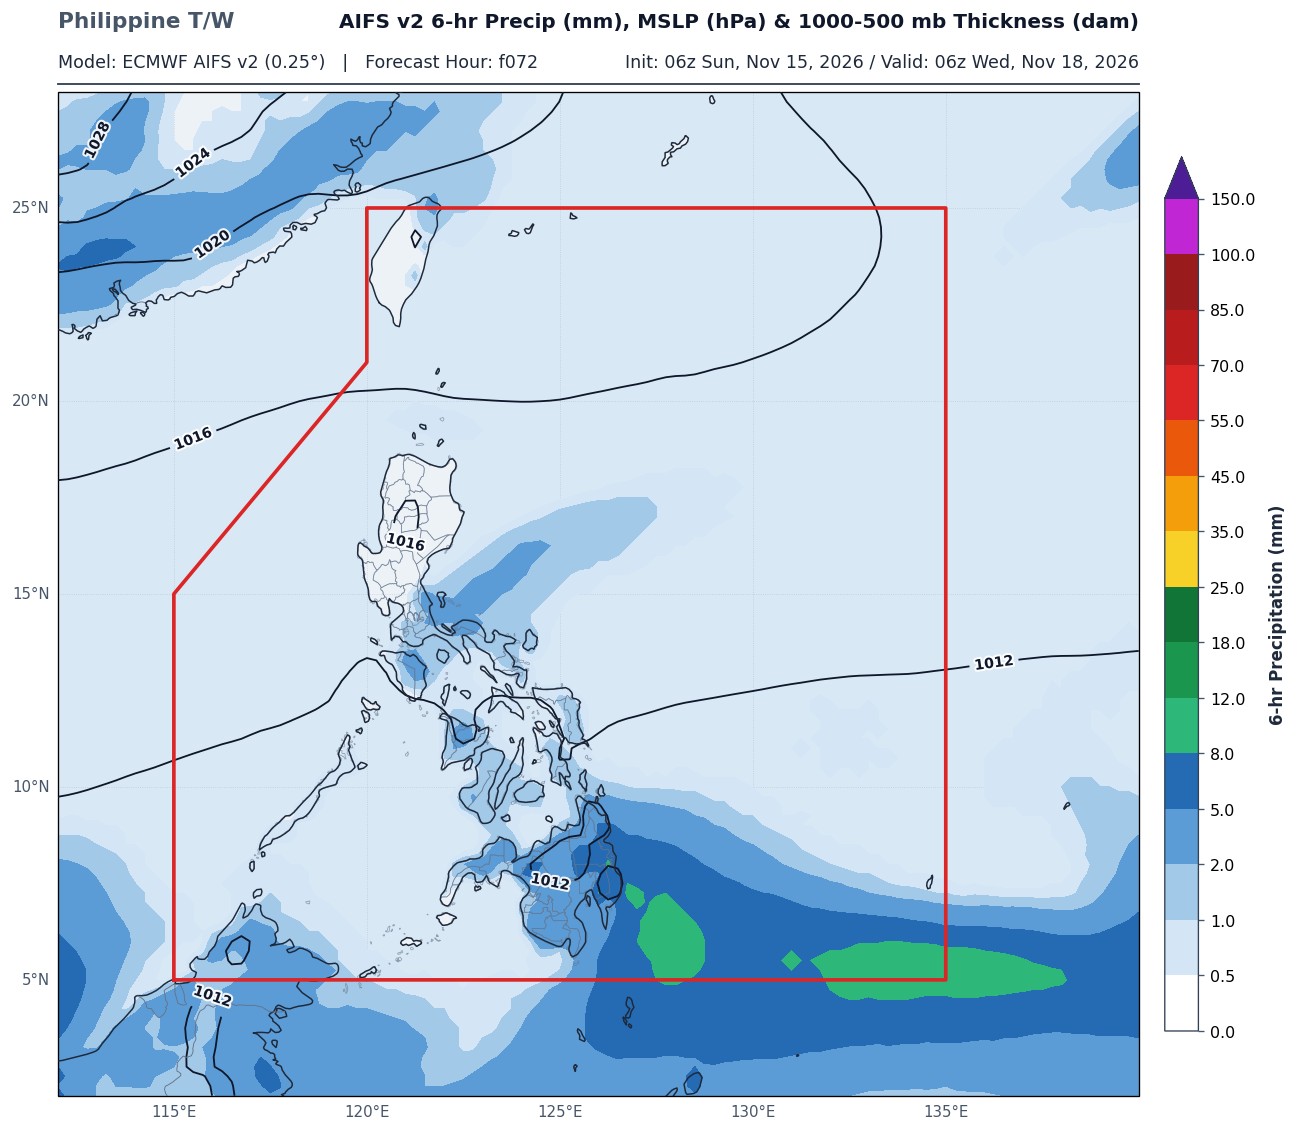 Philippine T/W
AIFS v2 6-hr Precip (mm), MSLP (hPa) & 1000-500 mb Thickness (dam)
Model: ECMWF AIFS v2 (0.25°) | Forecast Hour: f072
Init: 06z Sun, Nov 15, 2026 / Valid: 06z Wed, Nov 18, 2026
1028
1024
1020
1016
1016
1012
1012
1012
25°N
20°N
15°N
10°N
5°N
115°E
120°E
125°E
130°E
135°E
150.0
100.0
85.0
70.0
55.0
45.0
35.0
25.0
18.0
12.0
8.0
5.0
2.0
1.0
0.5
0.0
6-hr Precipitation (mm)